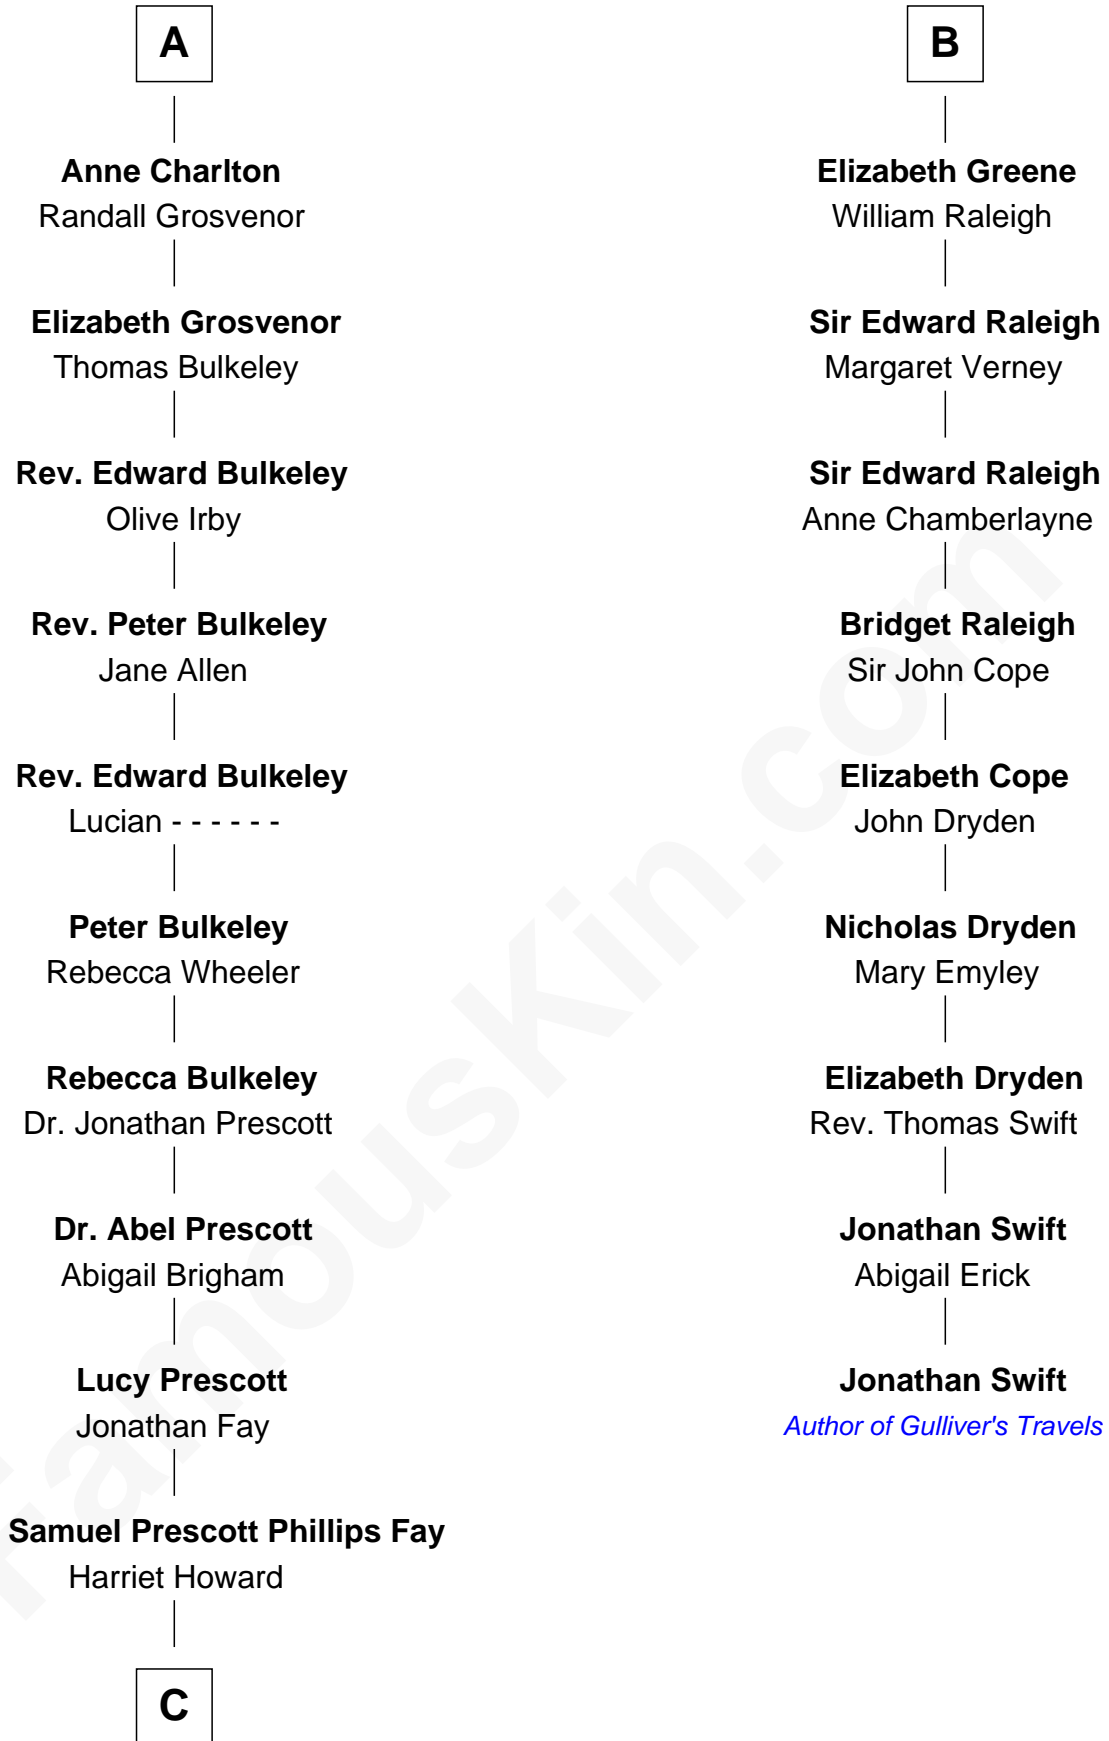 A
Anne Charlton
Randall Grosvenor
Elizabeth Grosvenor
Thomas Bulkeley
Rev. Edward Bulkeley
Olive Irby
Rev. Peter Bulkeley
Jane Allen
Rev. Edward Bulkeley
Lucian - - - - - -
Peter Bulkeley
Rebecca Wheeler
Rebecca Bulkeley
Dr. Jonathan Prescott
Dr. Abel Prescott
Abigail Brigham
Lucy Prescott
Jonathan Fay
Samuel Prescott Phillips Fay
Harriet Howard
C
B
Elizabeth Greene
William Raleigh
Sir Edward Raleigh
Margaret Verney
Sir Edward Raleigh
Anne Chamberlayne
Bridget Raleigh
Sir John Cope
Elizabeth Cope
John Dryden
Nicholas Dryden
Mary Emyley
Elizabeth Dryden
Rev. Thomas Swift
Jonathan Swift
Abigail Erick
Jonathan Swift
Author of Gulliver's Travels
FamousKin.com